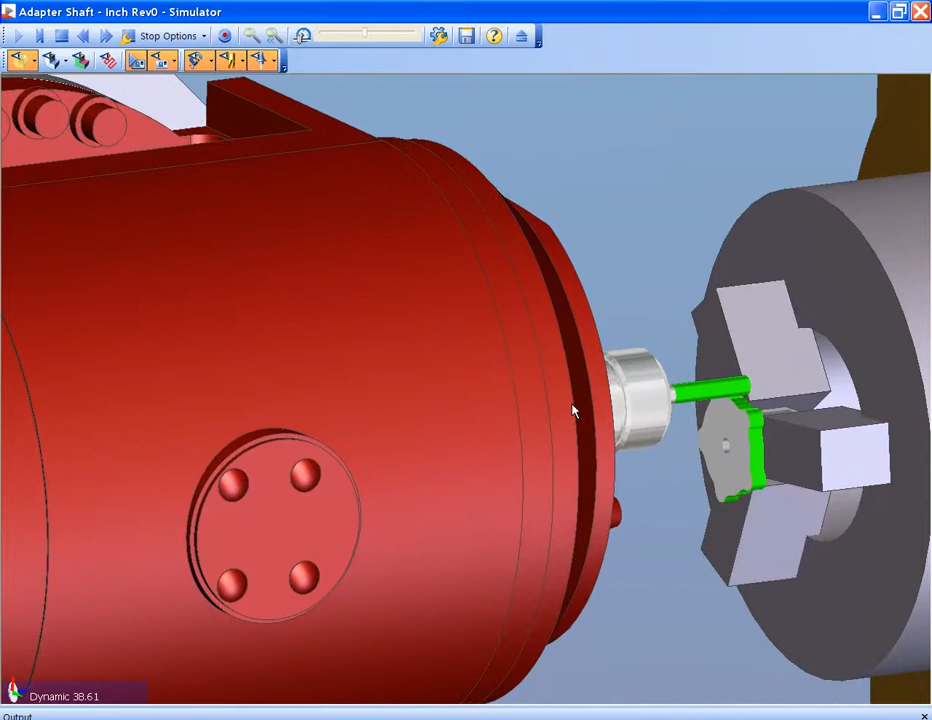 Adapter Shaft - Inch Rev0 - Simulator
Stop Options
Dynamic 38.61
Output